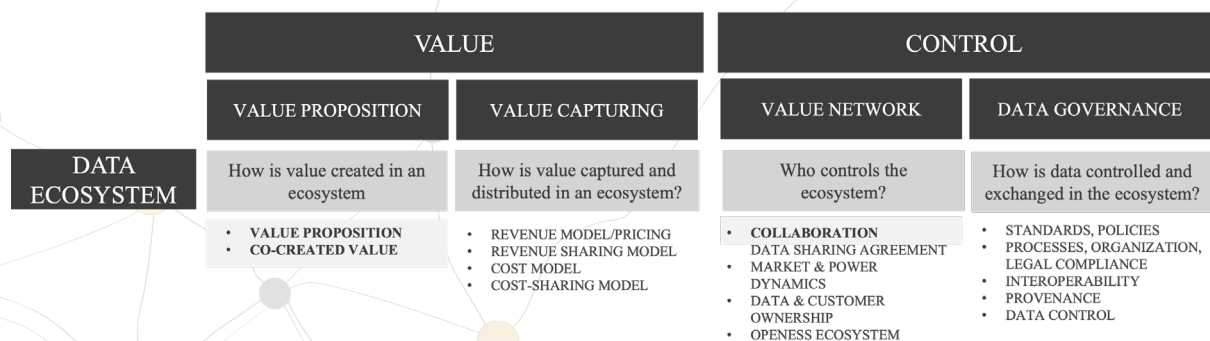 VALUE
CONTROL
VALUE PROPOSITION
VALUE CAPTURING
VALUE NETWORK
DATA GOVERNANCE
DATA
ECOSYSTEM
How is value created in an
ecosystem
How is value captured and
distributed in an ecosystem?
Who controls the
ecosystem?
How is data controlled and
exchanged in the ecosystem?
• VALUE PROPOSITION
• CO-CREATED VALUE
• REVENUE MODEL/PRICING
• REVENUE SHARING MODEL
• COST MODEL
• COST-SHARING MODEL
• COLLABORATION
DATA SHARING AGREEMENT
• MARKET & POWER
DYNAMICS
• DATA & CUSTOMER
OWNERSHIP
• OPENESS ECOSYSTEM
• STANDARDS, POLICIES
• PROCESSES, ORGANIZATION,
LEGAL COMPLIANCE
• INTEROPERABILITY
• PROVENANCE
• DATA CONTROL